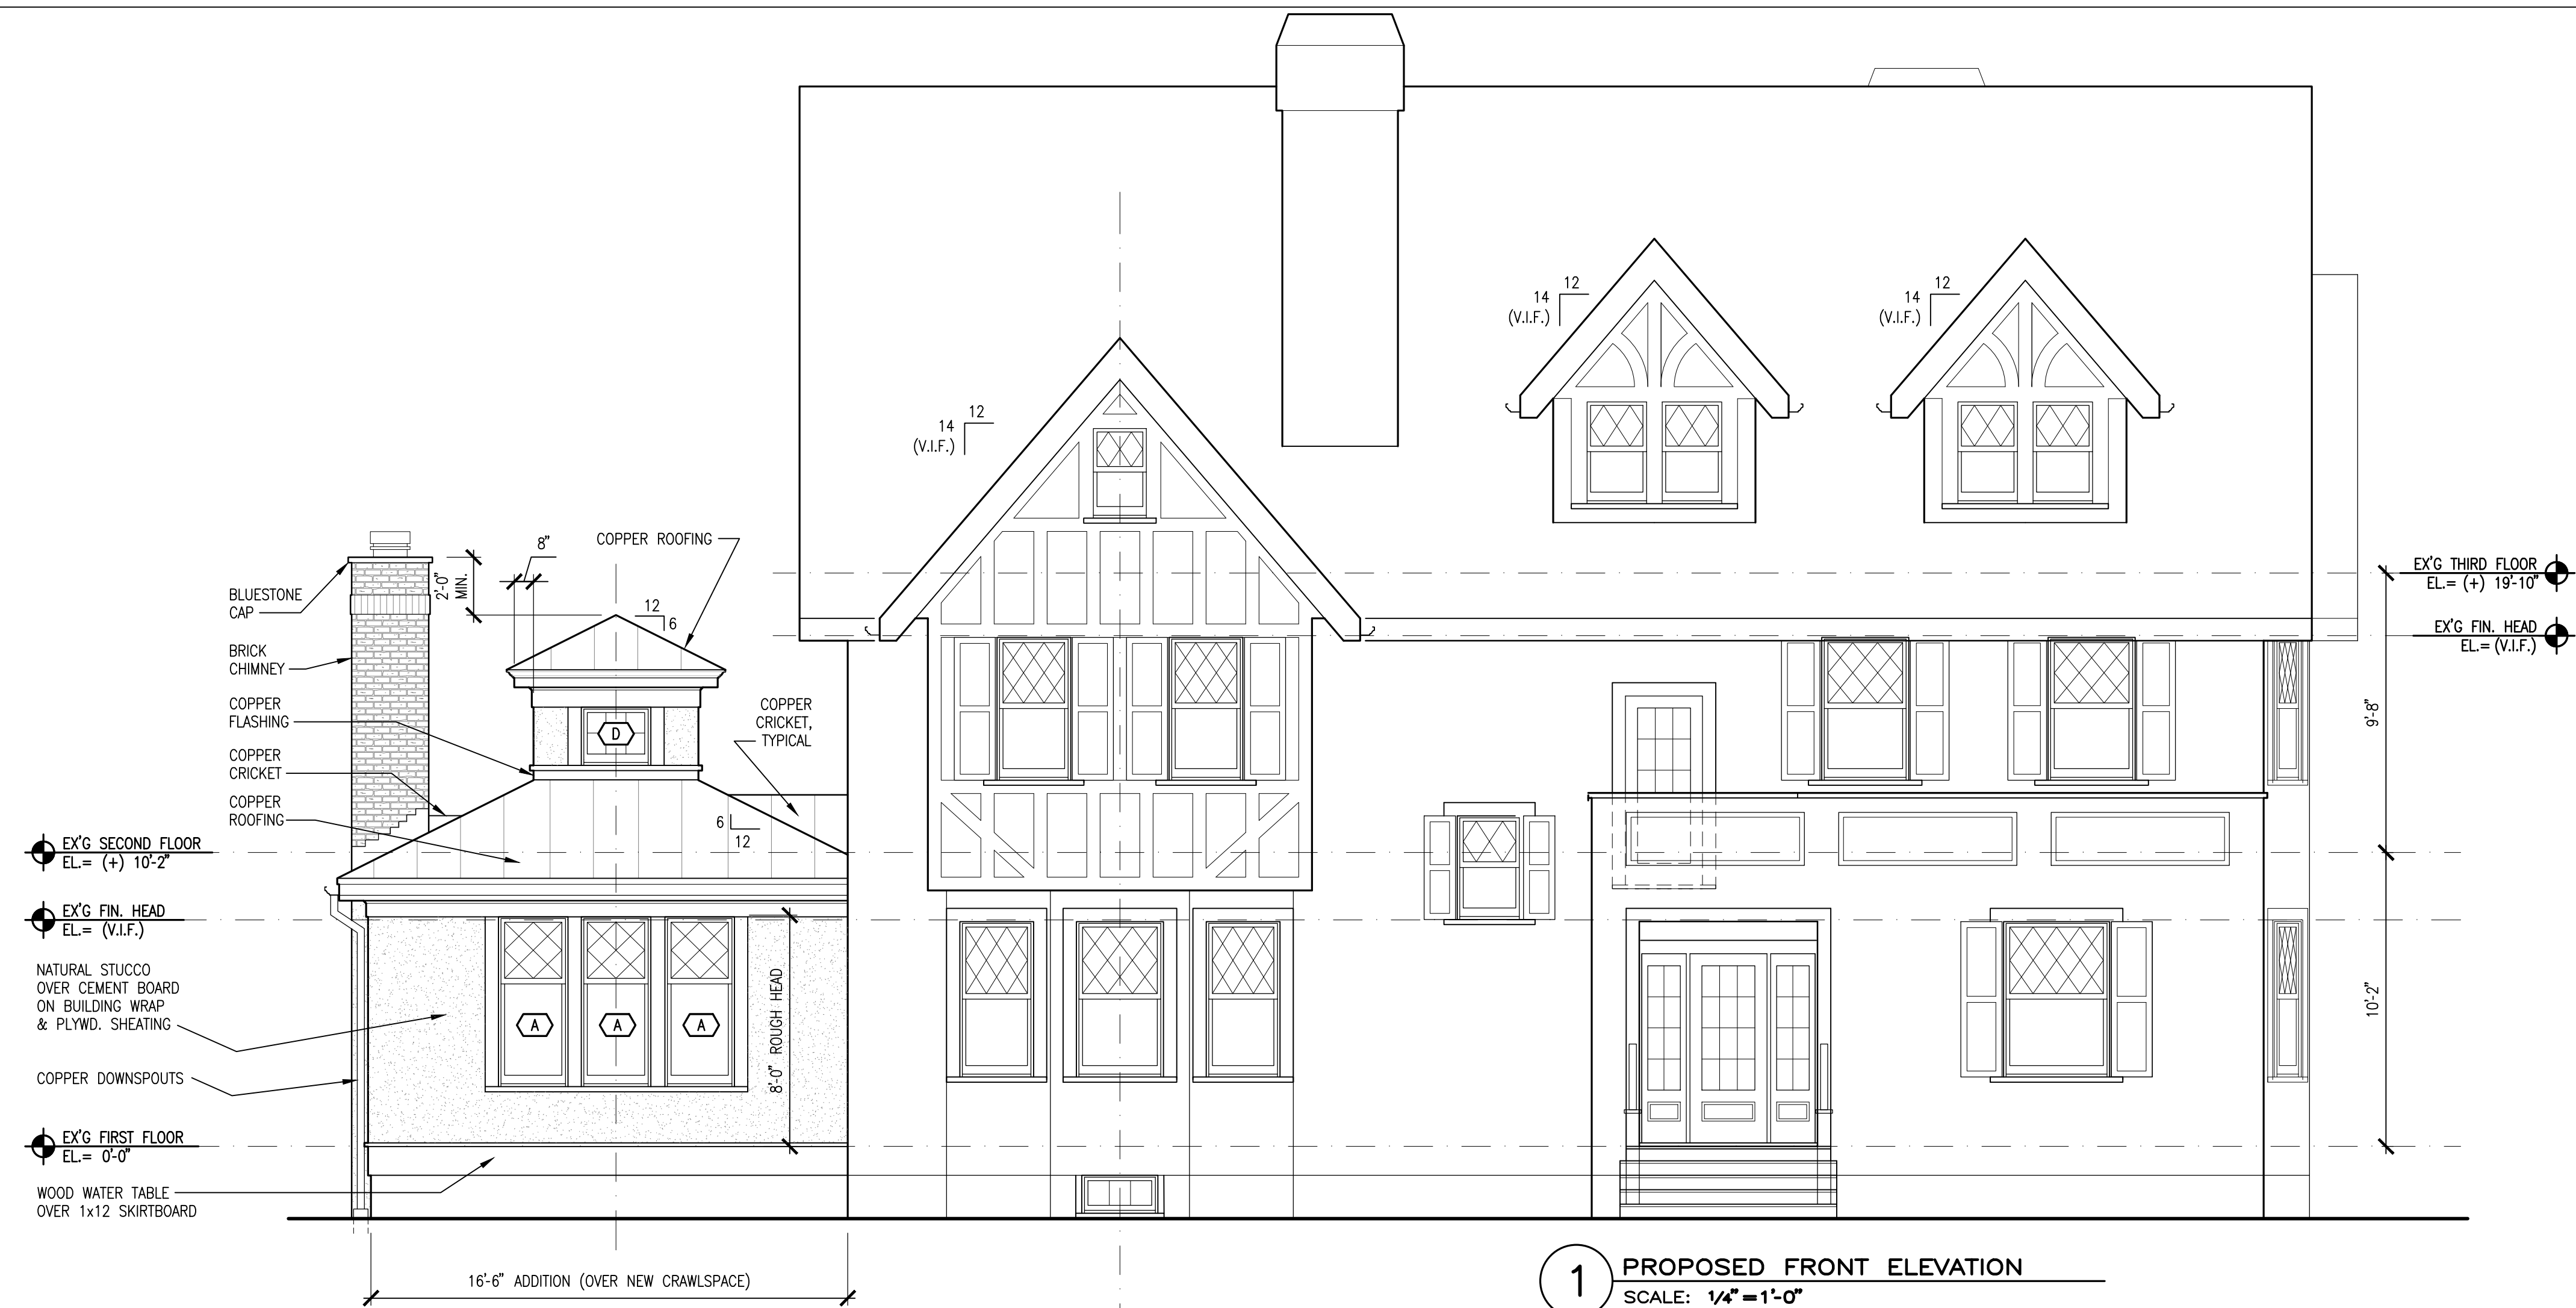 12
14
(V.I.F.)
12
14
(V.I.F.)
12
14
(V.I.F.)
8"
COPPER ROOFING
2'-0"
MIN.
BLUESTONE
CAP
12
6
BRICK
CHIMNEY
COPPER
FLASHING
COPPER
CRICKET,
TYPICAL
D
COPPER
CRICKET
COPPER
ROOFING
6
12
EX'G THIRD FLOOR
EL.= (+) 19'-10"
EX'G FIN. HEAD
EL.= (V.I.F.)
9'-8"
EX'G SECOND FLOOR
EL.= (+) 10'-2"
EX'G FIN. HEAD
EL.= (V.I.F.)
NATURAL STUCCO
OVER CEMENT BOARD
ON BUILDING WRAP
& PLYWD. SHEATING
A A A
8'-0" ROUGH HEAD
10'-2"
COPPER DOWNSPOUTS
EX'G FIRST FLOOR
EL.= 0'-0"
WOOD WATER TABLE
OVER 1x12 SKIRTBOARD
16'-6" ADDITION (OVER NEW CRAWLSPACE)
1
PROPOSED FRONT ELEVATION
SCALE: 1/4"=1'-0"